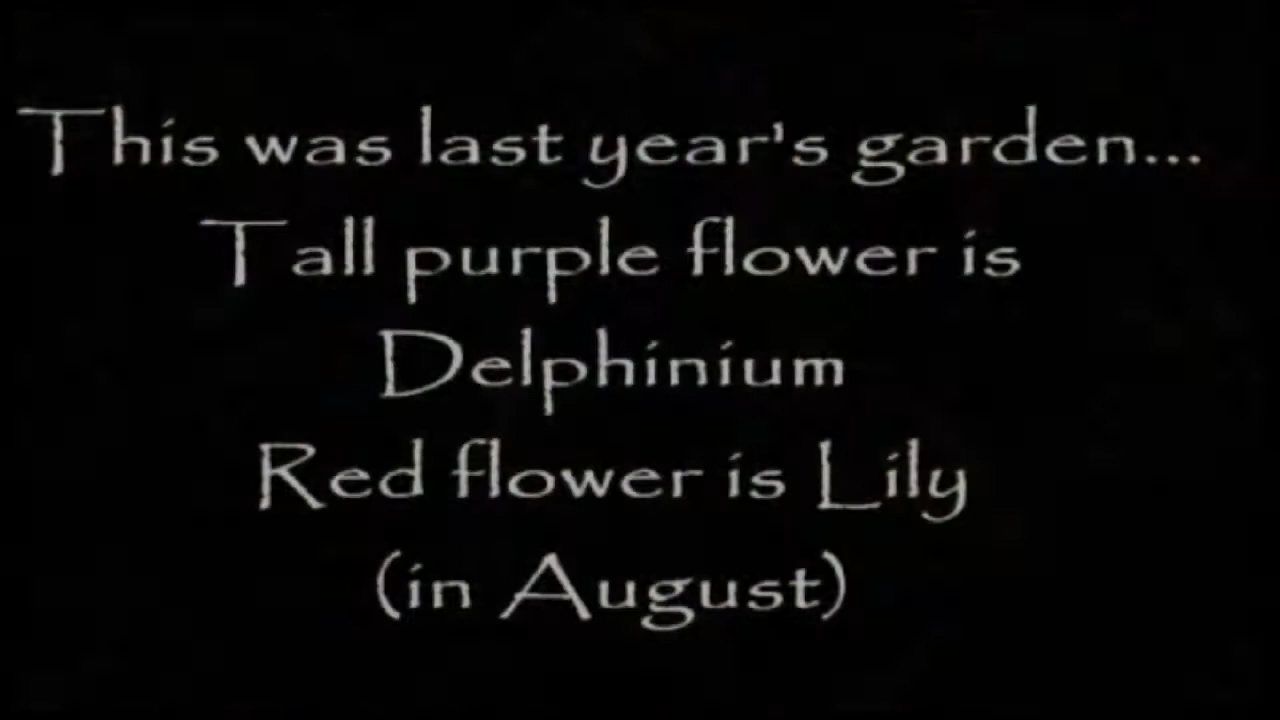 This was last year's garden...
Tall purple flower is
Delphinium
Red flower is Lily
(in August)